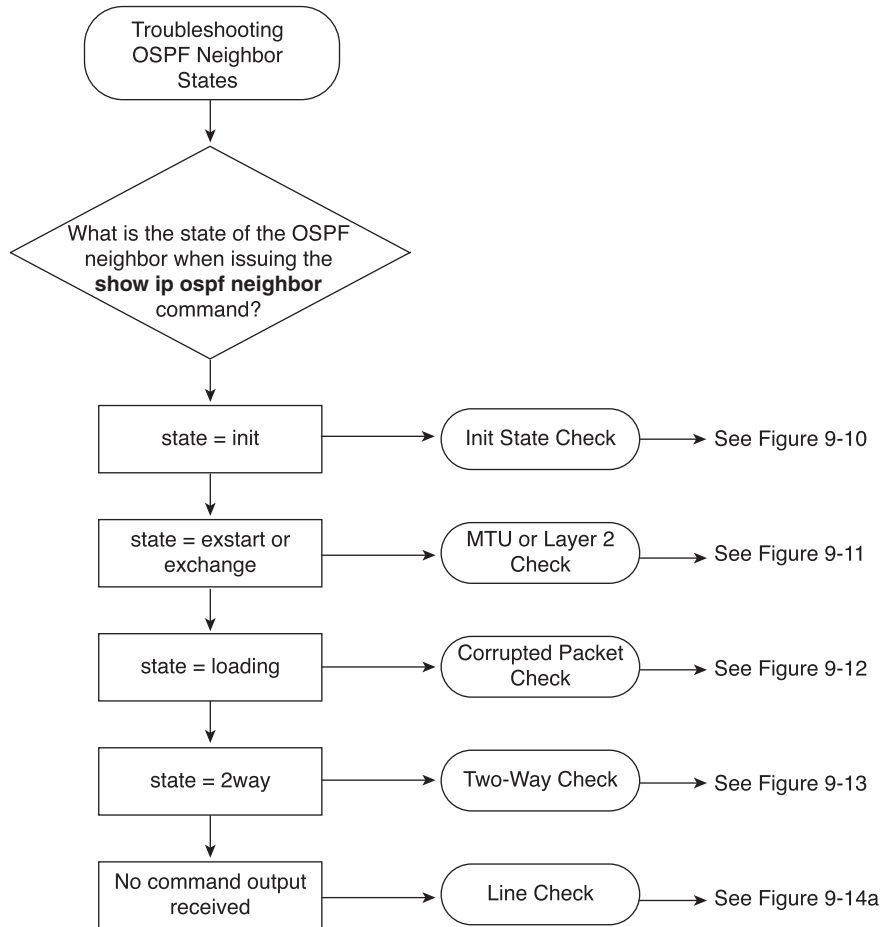 Troubleshooting
OSPF Neighbor
States
What is the state of the OSPF
neighbor when issuing the
show ip ospf neighbor
command?
state = init
Init State Check
See Figure 9-10
state = exstart or
exchange
MTU or Layer 2
Check
See Figure 9-11
state = loading
Corrupted Packet
Check
See Figure 9-12
state = 2way
Two-Way Check
See Figure 9-13
No command output
received
Line Check
See Figure 9-14a